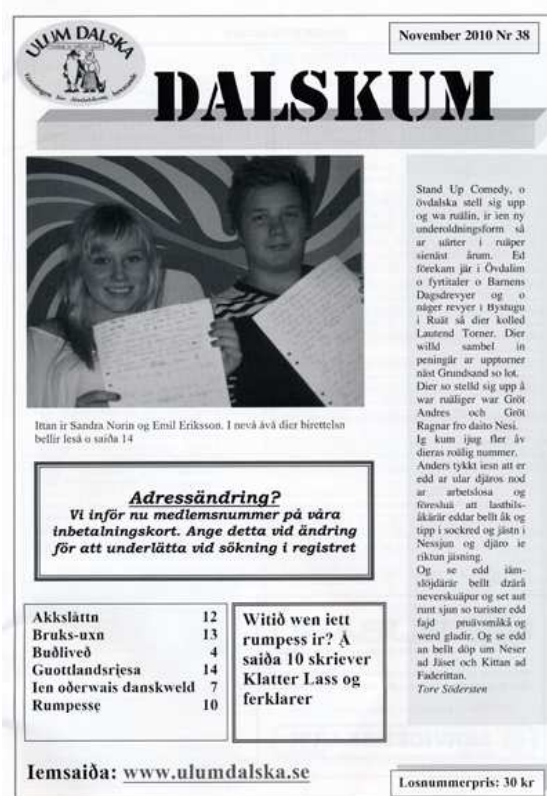 ULUM DALSKA
November 2010 Nr 38
DALSKUM
Ittan ir Sandra Norin og Emil Eriksson. I nevå åvå dier birettelsn
bellir leså o saiða 14
Stand Up Comedy, o
övdalska stell sig upp
og wa ruälin, ir ien ny
underoldningsform så
ar uärter i ruäper
sienäst årum. Ed
förekam jär i Övdalim
o fyrtitaler o Barnens
Dagsdrevyer og o
näger revyer i Bystugu
i Ruät så dier kolled
Lautend Torner. Dier
willd sambel in
peningär ar upptorner
näst Grundsand so lot.
Dier so stelld sig upp å
war ruäliger war Gröt
Andres och Gröt
Ragnar fro daito Nesi.
Ig kum ijug fler åv
dieras roälig nummer.
Anders tykkt iesn att er
edd ar ular djäros nod
ar arbetslosa og
föresluä att lasthils-
åkärär eddar bellt åk og
tipp i sockred og jästn i
Nessjun og djäro ie
riktun jäsning.
Og se edd iäm-
slöjdärär bellt dzärå
neverskuäpur og set aut
runt sjun so turister edd
fajd pruävsmåkå og
werd gladir. Og se edd
an bellt döp um Neser
ad Jäset och Kittan ad
Faderittan.
Tore Södersten
Adressändring?
Vi inför nu medlemsnummer på våra
inbetalningskort. Ange detta vid ändring
för att underlätta vid sökning i registret
Akkslåttn 12
Bruks-uxn 13
Buðlįveð 4
Guottlandsrįesa 14
Ien oðerwais danskweld 7
Rumpessę 10
Witið wen iett
rumpess ir? Å
saiða 10 skriever
Klatter Lass og
ferklarer
Iemsaiða: www.ulumdalska.se
Losnummerpris: 30 kr